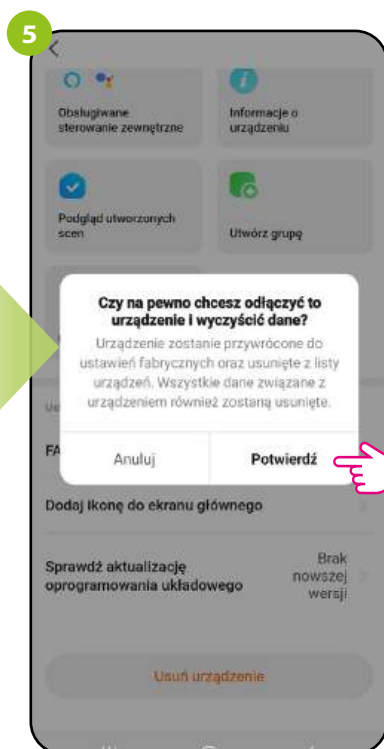 5
Obsługiwane
sterowanie zewnętrzne
Informacje o
urządzeniu
Podgląd utworzonych
scen
Utwórz grupę
Czy na pewno chcesz odłączyć to
urządzenie i wyczyścić dane?
Urządzenie zostanie przywrócone do
ustawień fabrycznych oraz usunięte z listy
urządzeń. Wszystkie dane związane z
urządzeniem również zostaną usunięte.
FA
Anuluj
Potwierdź
Dodaj ikonę do ekranu głównego
Sprawdź aktualizację
oprogramowania układowego
Brak
nowszej
wersji
Usuń urządzenie